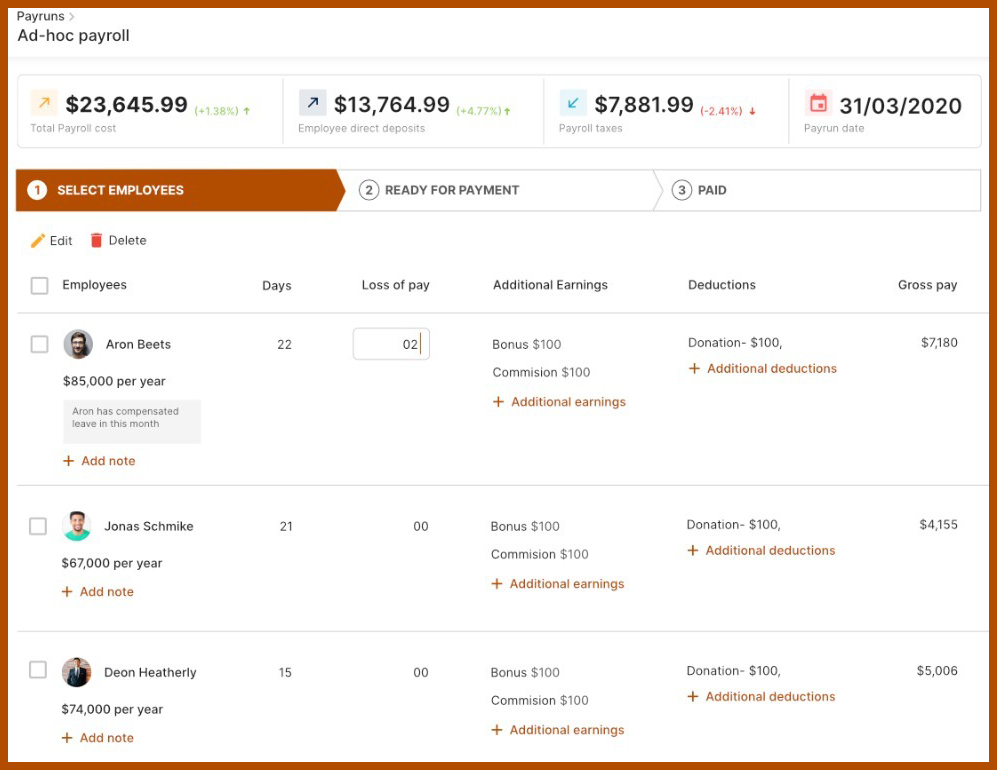 Payruns >
Ad-hoc payroll
$23,645.99 (+1.38%) ↑
Total Payroll cost
$13,764.99 (+4.77%) ↑
Employee direct deposits
$7,881.99 (-2.41%) ↓
Payroll taxes
31/03/2020
Payrun date
1 SELECT EMPLOYEES
2 READY FOR PAYMENT
3 PAID
Edit Delete
Employees Days Loss of pay Additional Earnings Deductions Gross pay
Aron Beets 22 02 Bonus $100 Donation- $100, $7,180
Commision $100 + Additional deductions
$85,000 per year
+ Additional earnings
Aron has compensated
leave in this month
+ Add note
Jonas Schmike 21 00 Bonus $100 Donation- $100, $4,155
Commision $100 + Additional deductions
$67,000 per year
+ Additional earnings
+ Add note
Deon Heatherly 15 00 Bonus $100 Donation- $100, $5,006
Commision $100 + Additional deductions
$74,000 per year
+ Additional earnings
+ Add note